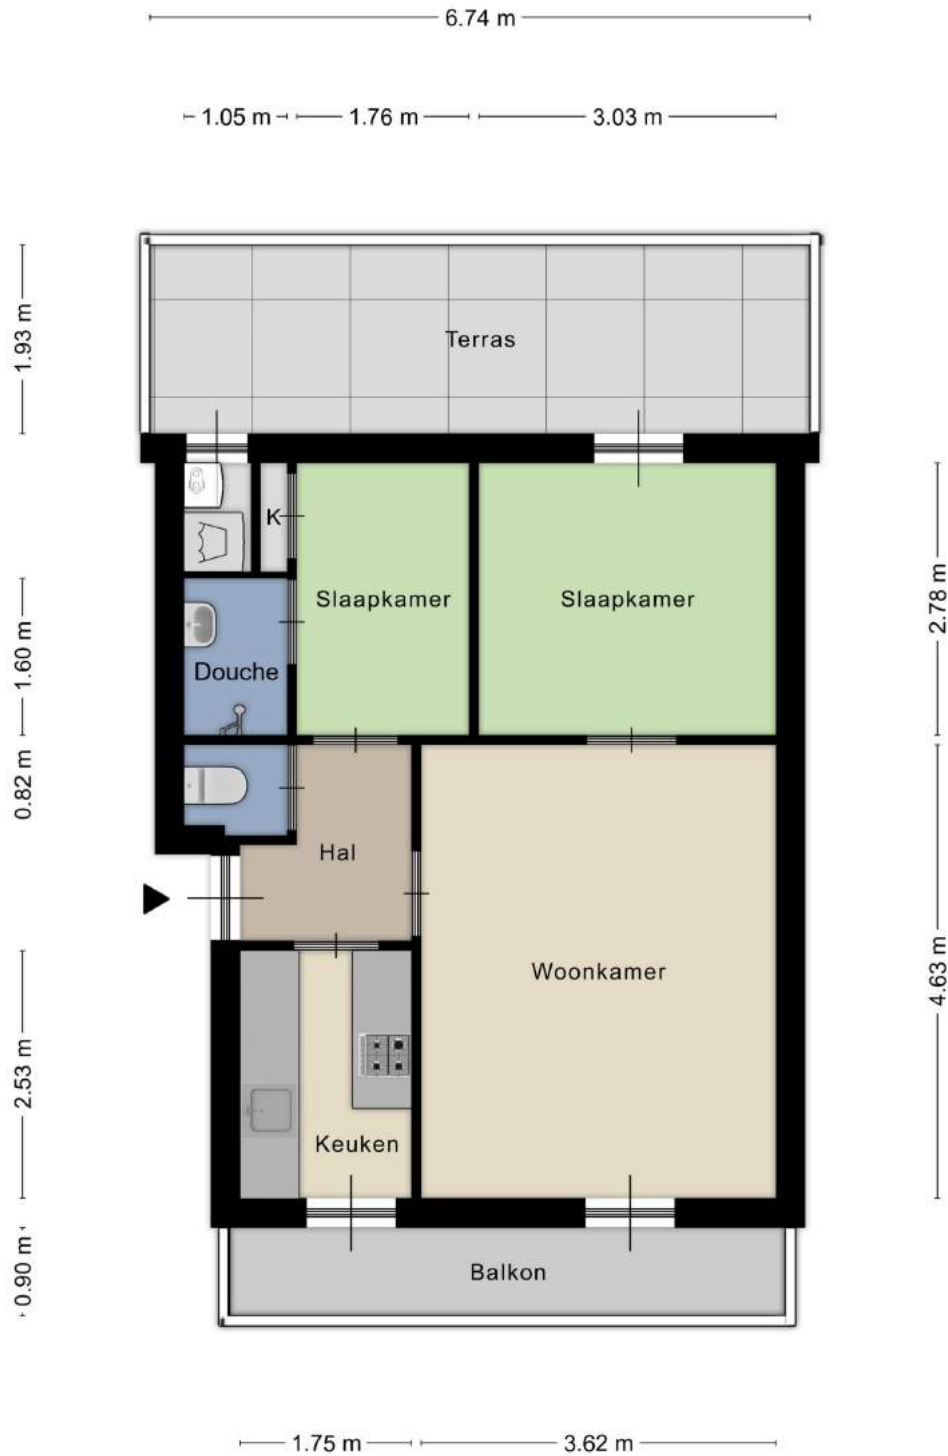 6.74 m
1.05 m
1.76 m
3.03 m
1.93 m
Terras
K
Slaapkamer
Slaapkamer
2.78 m
1.60 m
Douche
0.82 m
Hal
Woonkamer
4.63 m
2.53 m
Keuken
0.90 m
Balkon
1.75 m
3.62 m